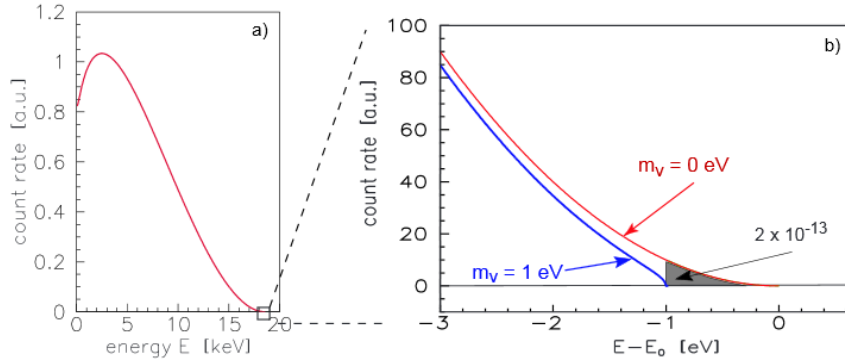 a)
count rate [a.u.]
1.2
1
0.8
0.6
0.4
0.2
0
0 5 10 15 20
energy E [keV]
b)
count rate [a.u.]
100
80
60
40
20
0
mν = 0 eV
2 x 10⁻¹³
mν = 1 eV
−3 −2 −1 0
E−E₀ [eV]